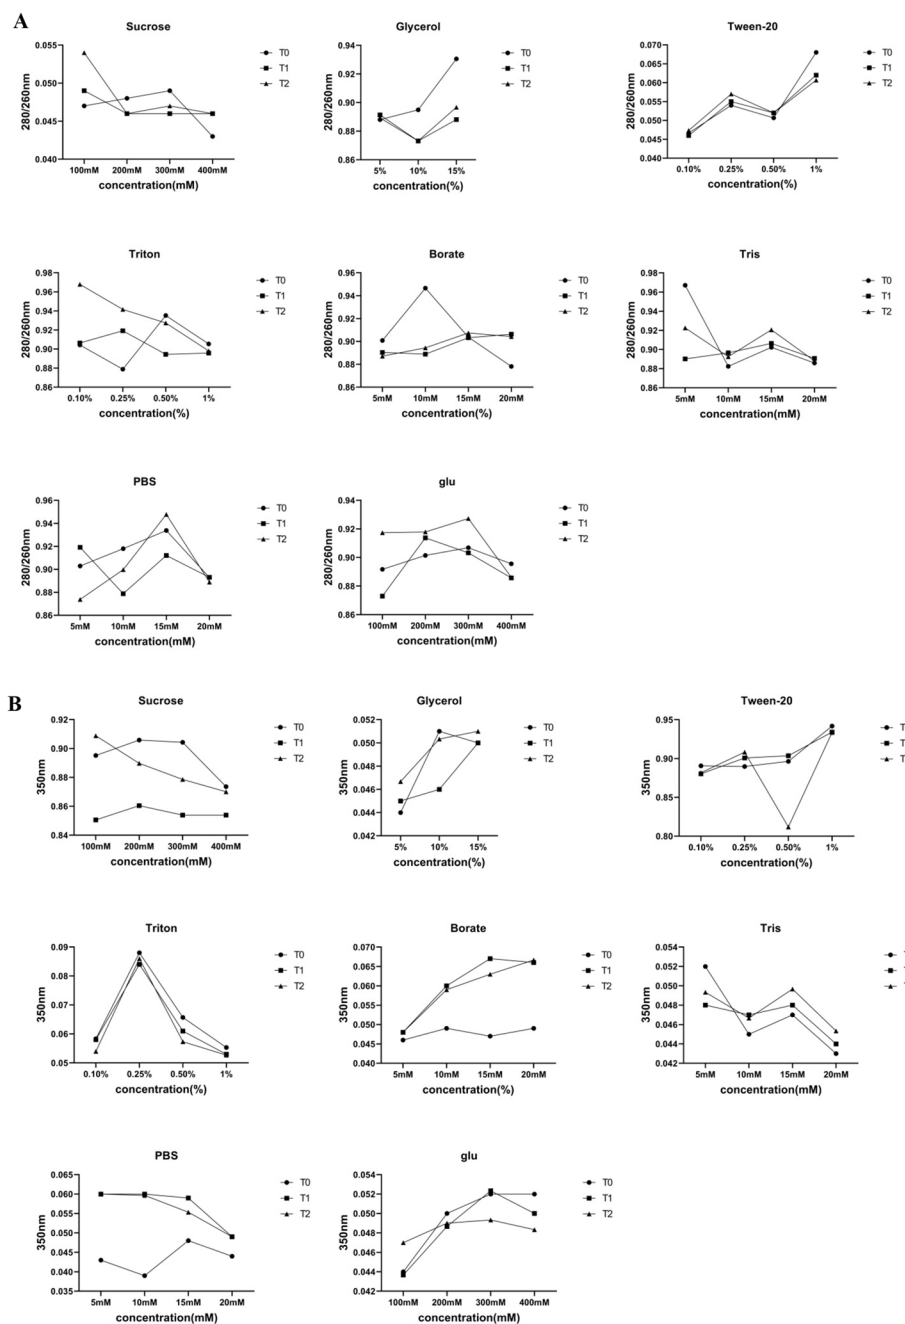 A
Sucrose
0.055
0.050
0.045
0.040
280/260nm
100mM 200mM 300mM 400mM
concentration(mM)
T0
T1
T2
Glycerol
0.94
0.92
0.90
0.88
0.86
280/260nm
5% 10% 15%
concentration(%)
T0
T1
T2
Tween-20
0.070
0.065
0.060
0.055
0.050
0.045
0.040
280/260nm
0.10% 0.25% 0.50% 1%
concentration(%)
T0
T1
T2
Triton
0.98
0.96
0.94
0.92
0.90
0.88
0.86
280/260nm
0.10% 0.25% 0.50% 1%
concentration(%)
T0
T1
T2
Borate
0.96
0.94
0.92
0.90
0.88
0.86
280/260nm
5mM 10mM 15mM 20mM
concentration(%)
T0
T1
T2
Tris
0.98
0.96
0.94
0.92
0.90
0.88
0.86
280/260nm
5mM 10mM 15mM 20mM
concentration(mM)
T0
T1
T2
PBS
0.96
0.94
0.92
0.90
0.88
0.86
280/260nm
5mM 10mM 15mM 20mM
concentration(mM)
T0
T1
T2
glu
0.94
0.92
0.90
0.88
0.86
280/260nm
100mM 200mM 300mM 400mM
concentration(mM)
T0
T1
T2
B
Sucrose
0.92
0.90
0.88
0.86
0.84
350nm
100mM 200mM 300mM 400mM
concentration(mM)
T0
T1
T2
Glycerol
0.052
0.050
0.048
0.046
0.044
0.042
350nm
5% 10% 15%
concentration(%)
T0
T1
T2
Tween-20
0.95
0.90
0.85
0.80
350nm
0.10% 0.25% 0.50% 1%
concentration(%)
Triton
0.09
0.08
0.07
0.06
0.05
350nm
0.10% 0.25% 0.50% 1%
concentration(%)
T0
T1
T2
Borate
0.070
0.065
0.060
0.055
0.050
0.045
0.040
350nm
5mM 10mM 15mM 20mM
concentration(%)
T0
T1
T2
Tris
0.054
0.052
0.050
0.048
0.046
0.044
0.042
350nm
5mM 10mM 15mM 20mM
concentration(mM)
PBS
0.065
0.060
0.055
0.050
0.045
0.040
0.035
350nm
5mM 10mM 15mM 20mM
concentration(mM)
T0
T1
T2
glu
0.054
0.052
0.050
0.048
0.046
0.044
0.042
350nm
100mM 200mM 300mM 400mM
concentration(mM)
T0
T1
T2